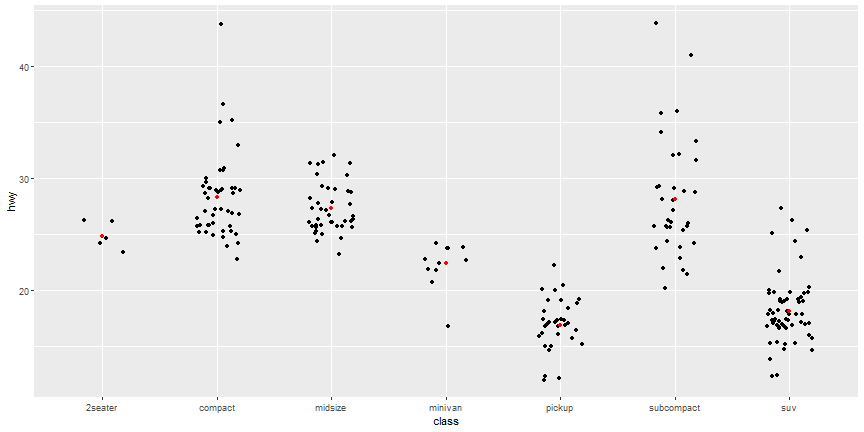 hwy
40
30
20
2seater compact midsize minivan pickup subcompact suv
class